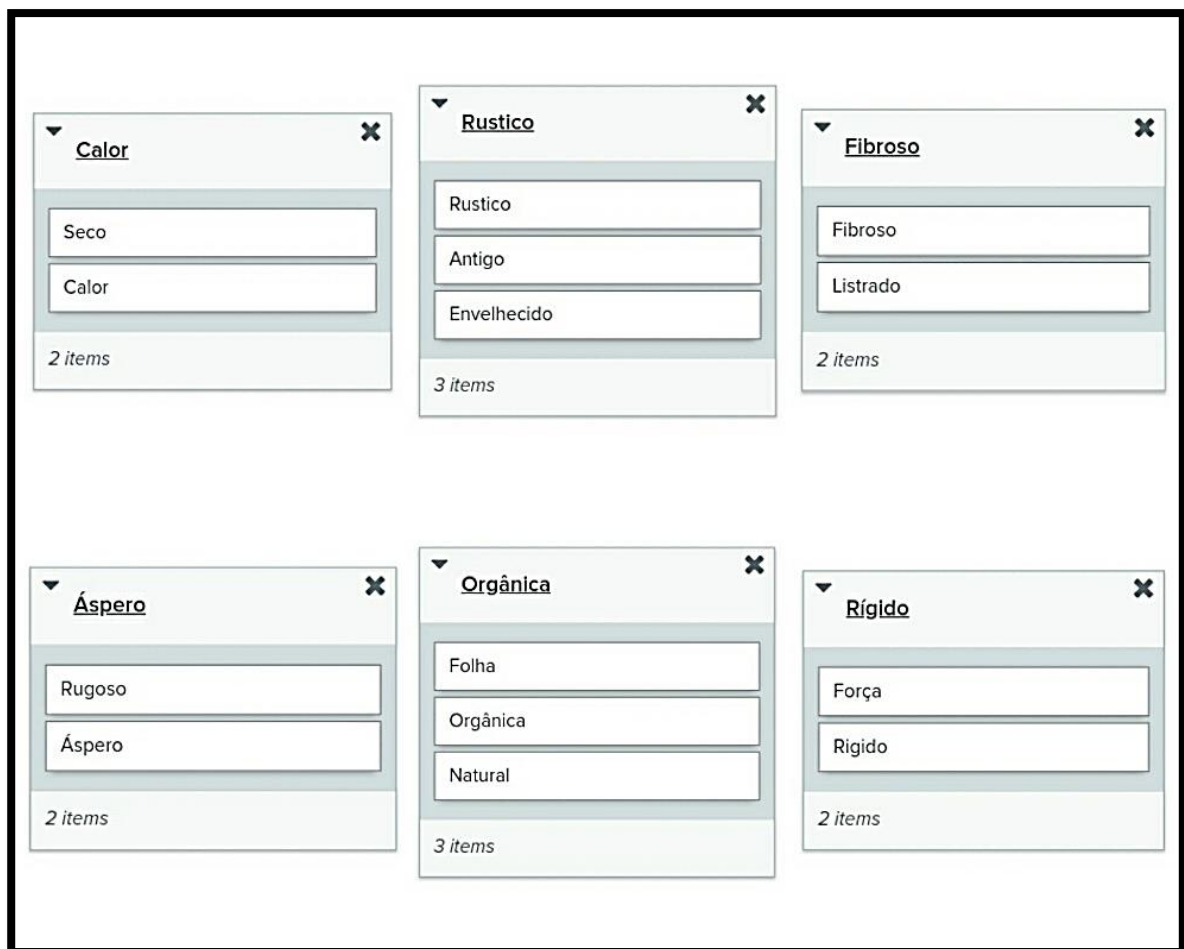 Calor
Seco
Calor
2 items
Rustico
Rustico
Antigo
Envelhecido
3 items
Fibroso
Fibroso
Listrado
2 items
Áspero
Rugoso
Áspero
2 items
Orgânica
Folha
Orgânica
Natural
3 items
Rígido
Força
Rigido
2 items